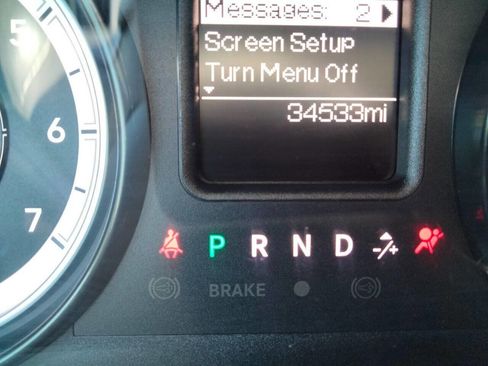 Messages: 2
Screen Setup
Turn Menu Off
34533mi
5
6
7
P R N D -/+
BRAKE